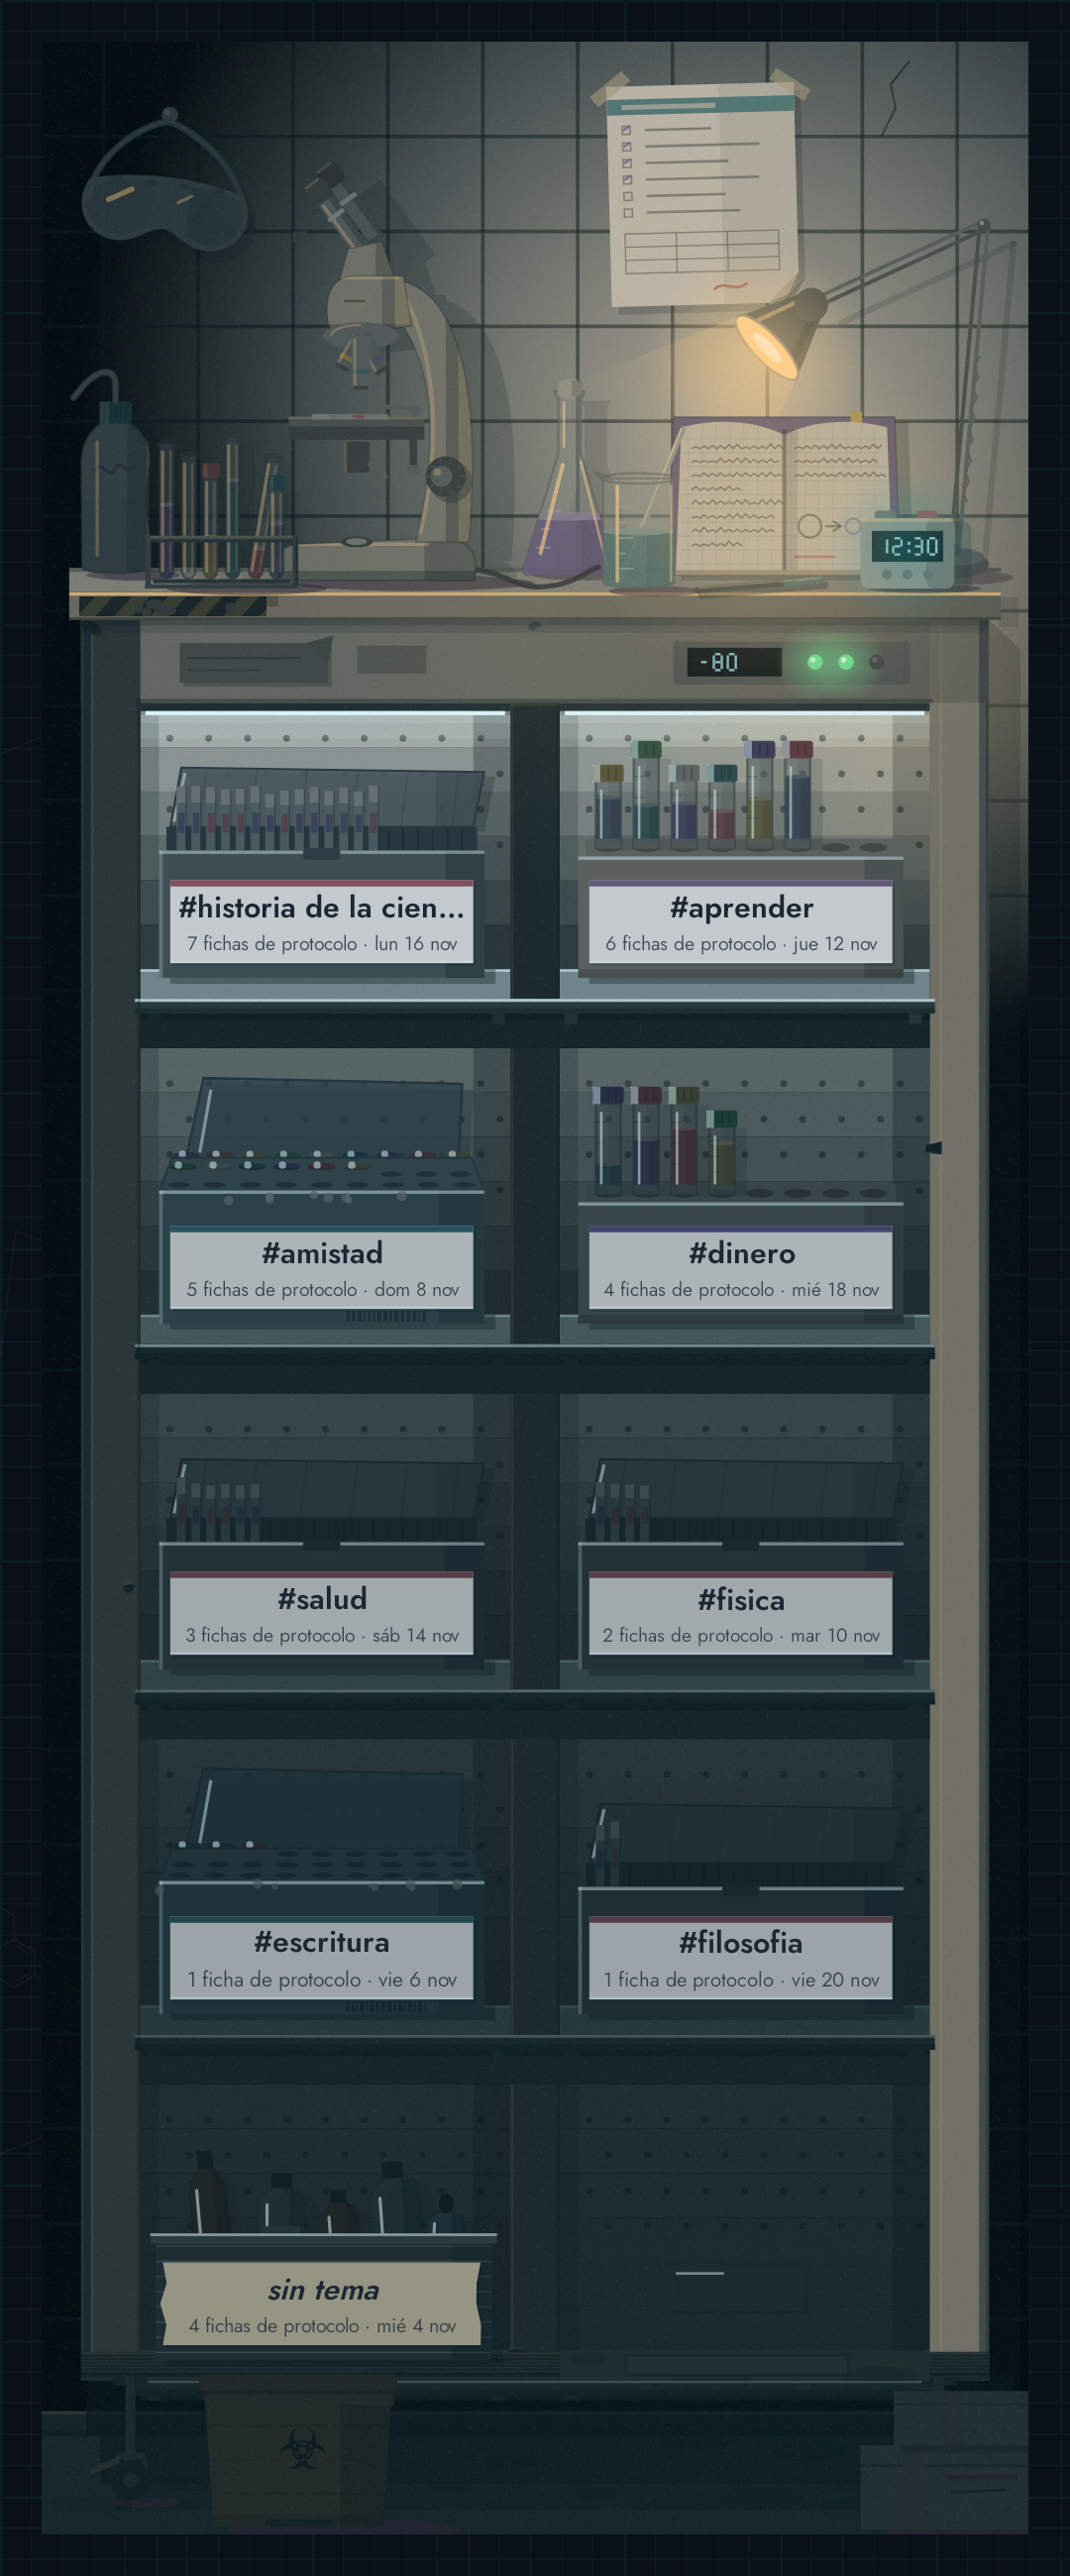 12:30
-80
#historia de la cien...
7 fichas de protocolo · lun 16 nov
#aprender
6 fichas de protocolo · jue 12 nov
#amistad
5 fichas de protocolo · dom 8 nov
#dinero
4 fichas de protocolo · mié 18 nov
#salud
3 fichas de protocolo · sáb 14 nov
#fisica
2 fichas de protocolo · mar 10 nov
#escritura
1 ficha de protocolo · vie 6 nov
#filosofia
1 ficha de protocolo · vie 20 nov
sin tema
4 fichas de protocolo · mié 4 nov